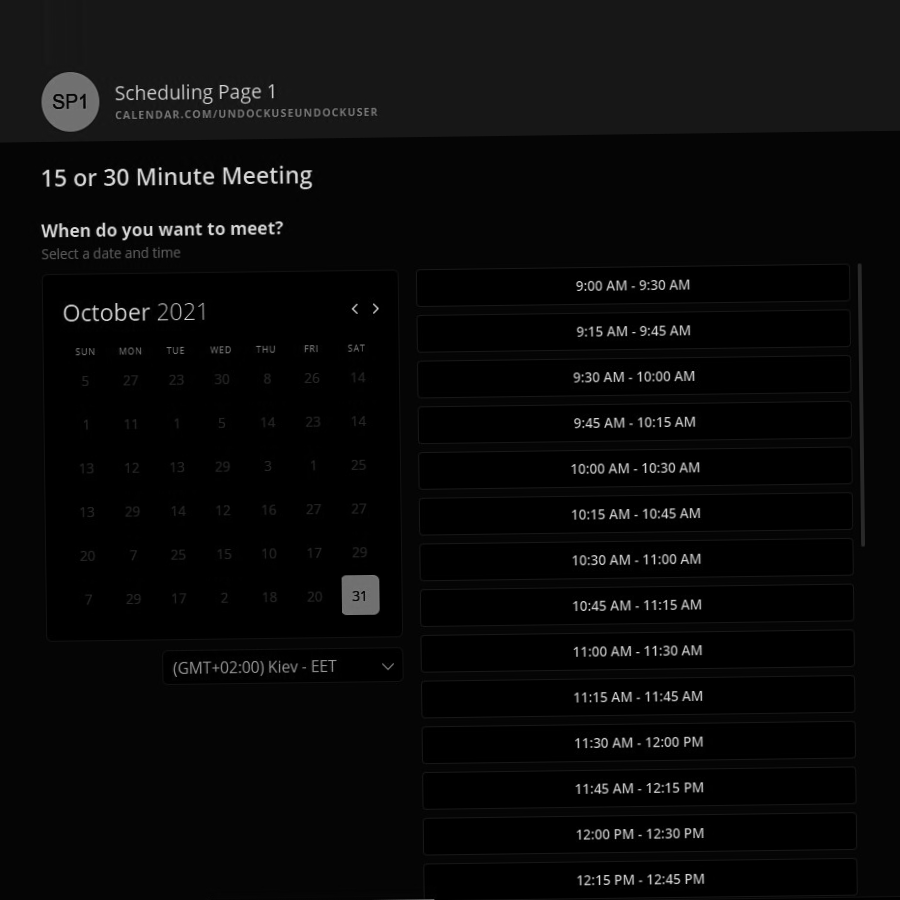 SP1
Scheduling Page 1
CALENDAR.COM/UNDOCKUSEUNDOCKUSER
15 or 30 Minute Meeting
When do you want to meet?
Select a date and time
October 2021
SUN MON TUE WED THU FRI SAT
5 27 23 30 8 26 14
1 11 1 5 14 23 14
13 12 13 29 3 1 25
13 29 14 12 16 27 27
20 7 25 15 10 17 29
7 29 17 2 18 20 31
(GMT+02:00) Kiev - EET
9:00 AM - 9:30 AM
9:15 AM - 9:45 AM
9:30 AM - 10:00 AM
9:45 AM - 10:15 AM
10:00 AM - 10:30 AM
10:15 AM - 10:45 AM
10:30 AM - 11:00 AM
10:45 AM - 11:15 AM
11:00 AM - 11:30 AM
11:15 AM - 11:45 AM
11:30 AM - 12:00 PM
11:45 AM - 12:15 PM
12:00 PM - 12:30 PM
12:15 PM - 12:45 PM